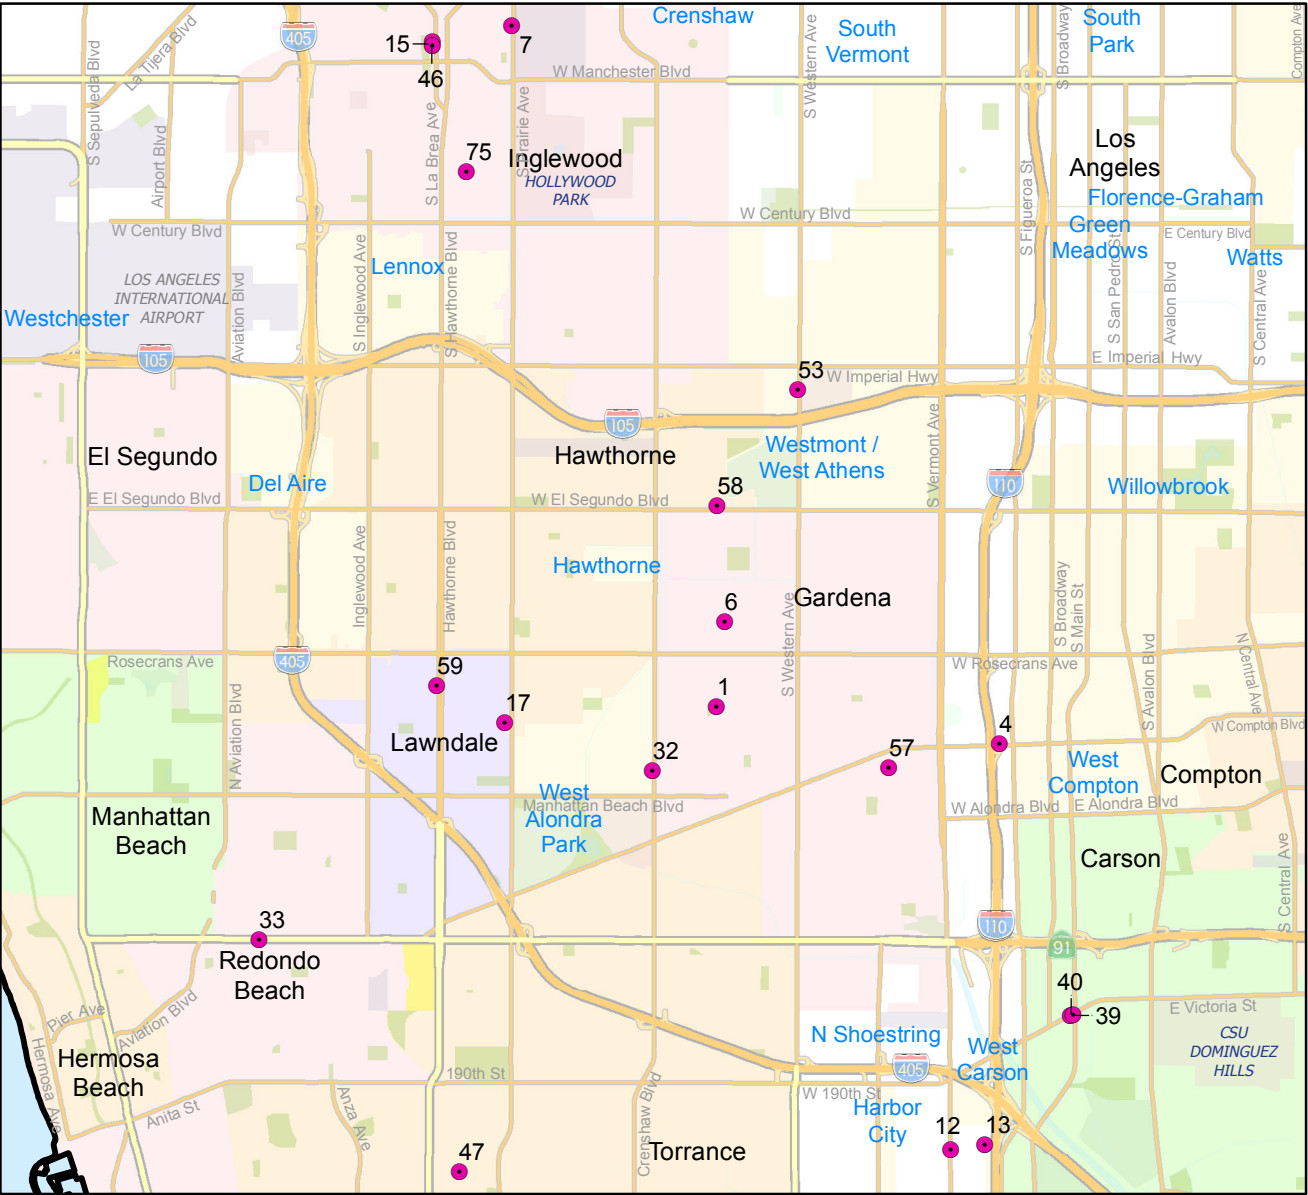 Crenshaw
South
Vermont
South
Park
405
15
46
7
W Manchester Blvd
S Sepulveda Blvd
La Tijera Blvd
Airport Blvd
S La Brea Ave
S Prairie Ave
S Western Ave
S Broadway
Compton Ave
75
Inglewood
HOLLYWOOD
PARK
Los
Angeles
Florence-Graham
Green
Meadows
Watts
W Century Blvd
W Century Blvd
E Century Blvd
S Figueroa St
S San Pedro St
Avalon Blvd
S Central Ave
Lennox
LOS ANGELES
INTERNATIONAL
AIRPORT
Westchester
Aviation Blvd
S Inglewood Ave
S Hawthorne Blvd
105
53
W Imperial Hwy
E Imperial Hwy
105
El Segundo
Hawthorne
Westmont /
West Athens
S Vermont Ave
Del Aire
E El Segundo Blvd
W El Segundo Blvd
58
110
Willowbrook
Inglewood Ave
Hawthorne Blvd
Hawthorne
6
Gardena
S Western Ave
S Broadway
S Main St
Rosecrans Ave
405
W Rosecrans Ave
S Avalon Blvd
N Central Ave
59
17
1
N Aviation Blvd
Lawndale
32
57
4
W Compton Blvd
West
Compton
Compton
Manhattan
Beach
West
Alondra
Park
Manhattan Beach Blvd
W Alondra Blvd
E Alondra Blvd
Carson
S Central Ave
33
Redondo
Beach
110
91
40
39
E Victoria St
CSU
DOMINGUEZ
HILLS
Pier Ave
Aviation Blvd
Hermosa
Beach
Hermosa Ave
Anita St
Anza Ave
190th St
Crenshaw Blvd
N Shoestring
405
West
Carson
W 190th St
Harbor
City
12
13
47
Torrance